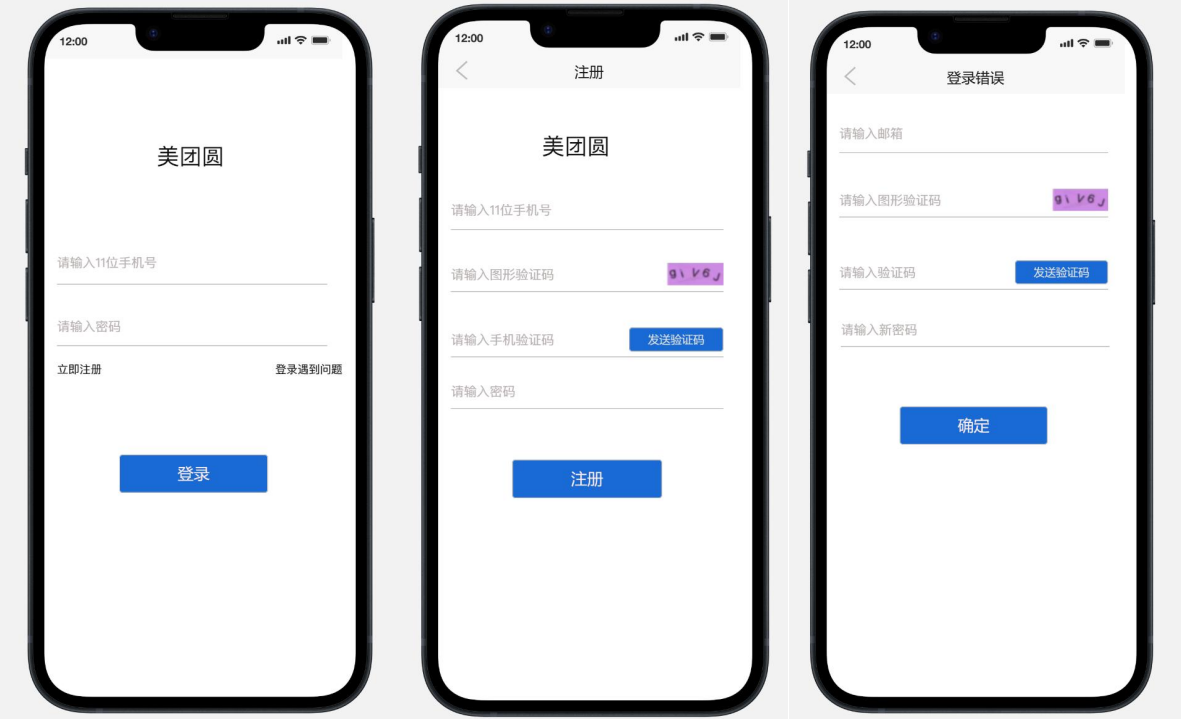 12:00
美团圆
请输入11位手机号
请输入密码
立即注册
登录遇到问题
登录
12:00
注册
美团圆
请输入11位手机号
请输入图形验证码
giV6J
请输入手机验证码
发送验证码
请输入密码
注册
12:00
登录错误
请输入邮箱
请输入图形验证码
giV6J
请输入验证码
发送验证码
请输入新密码
确定